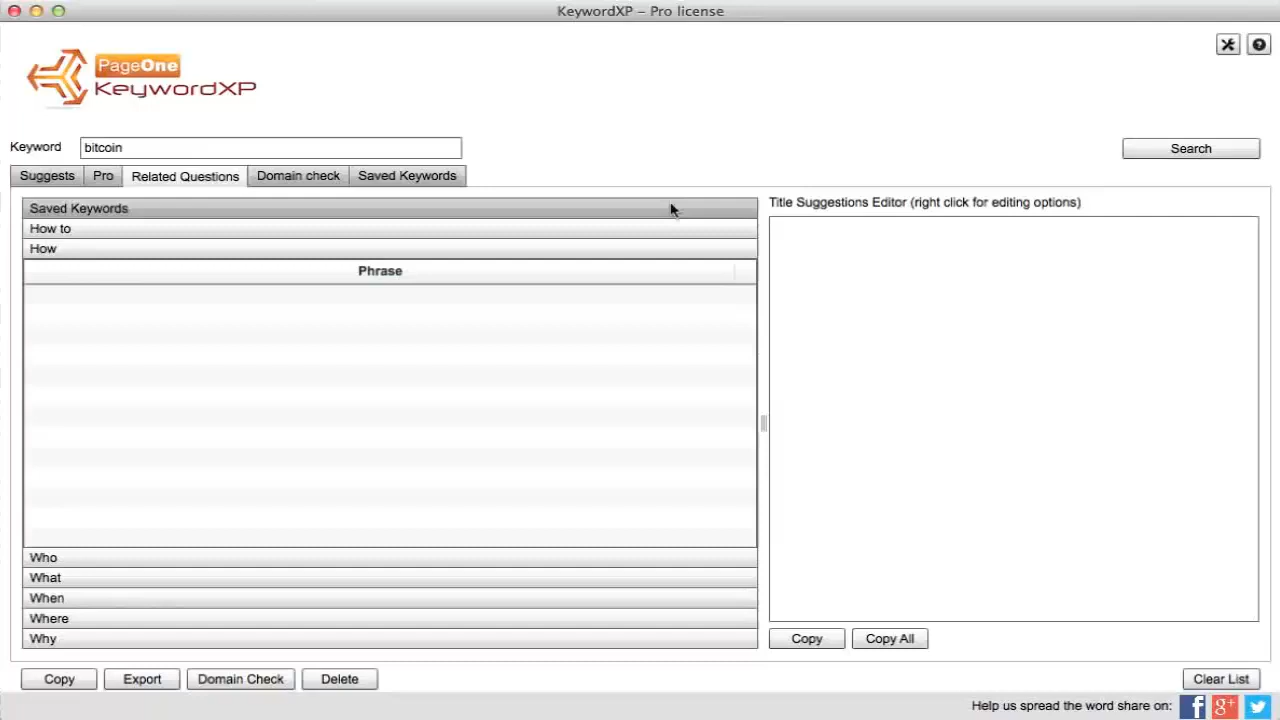 KeywordXP – Pro license
PageOne
KeywordXP
Keyword
bitcoin
Search
Suggests
Pro
Related Questions
Domain check
Saved Keywords
Saved Keywords
Title Suggestions Editor (right click for editing options)
How to
How
Phrase
Who
What
When
Where
Why
Copy
Copy All
Copy
Export
Domain Check
Delete
Clear List
Help us spread the word share on: